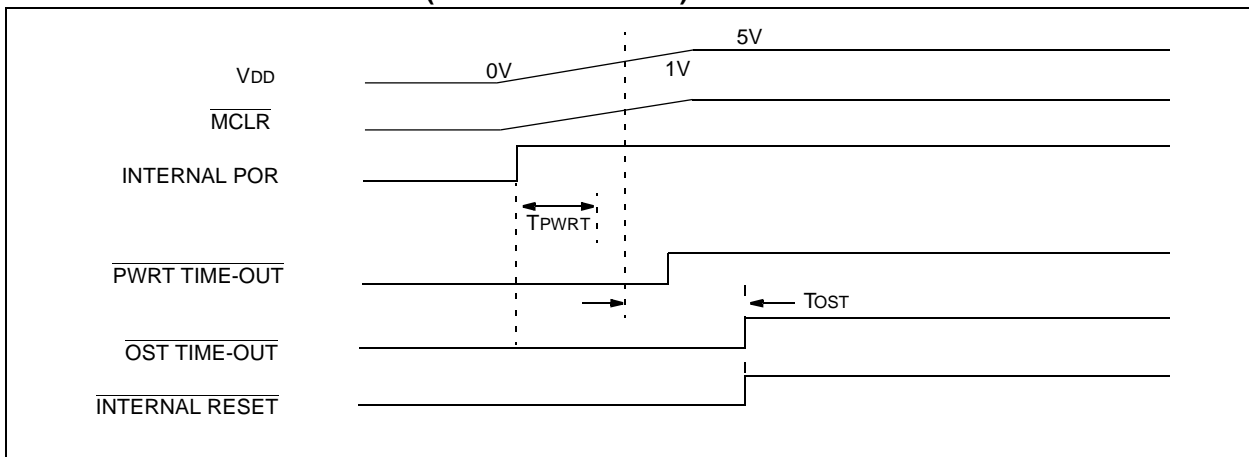 5V
VDD
0V
1V
MCLR
INTERNAL POR
TPWRT
PWRT TIME-OUT
TOST
OST TIME-OUT
INTERNAL RESET